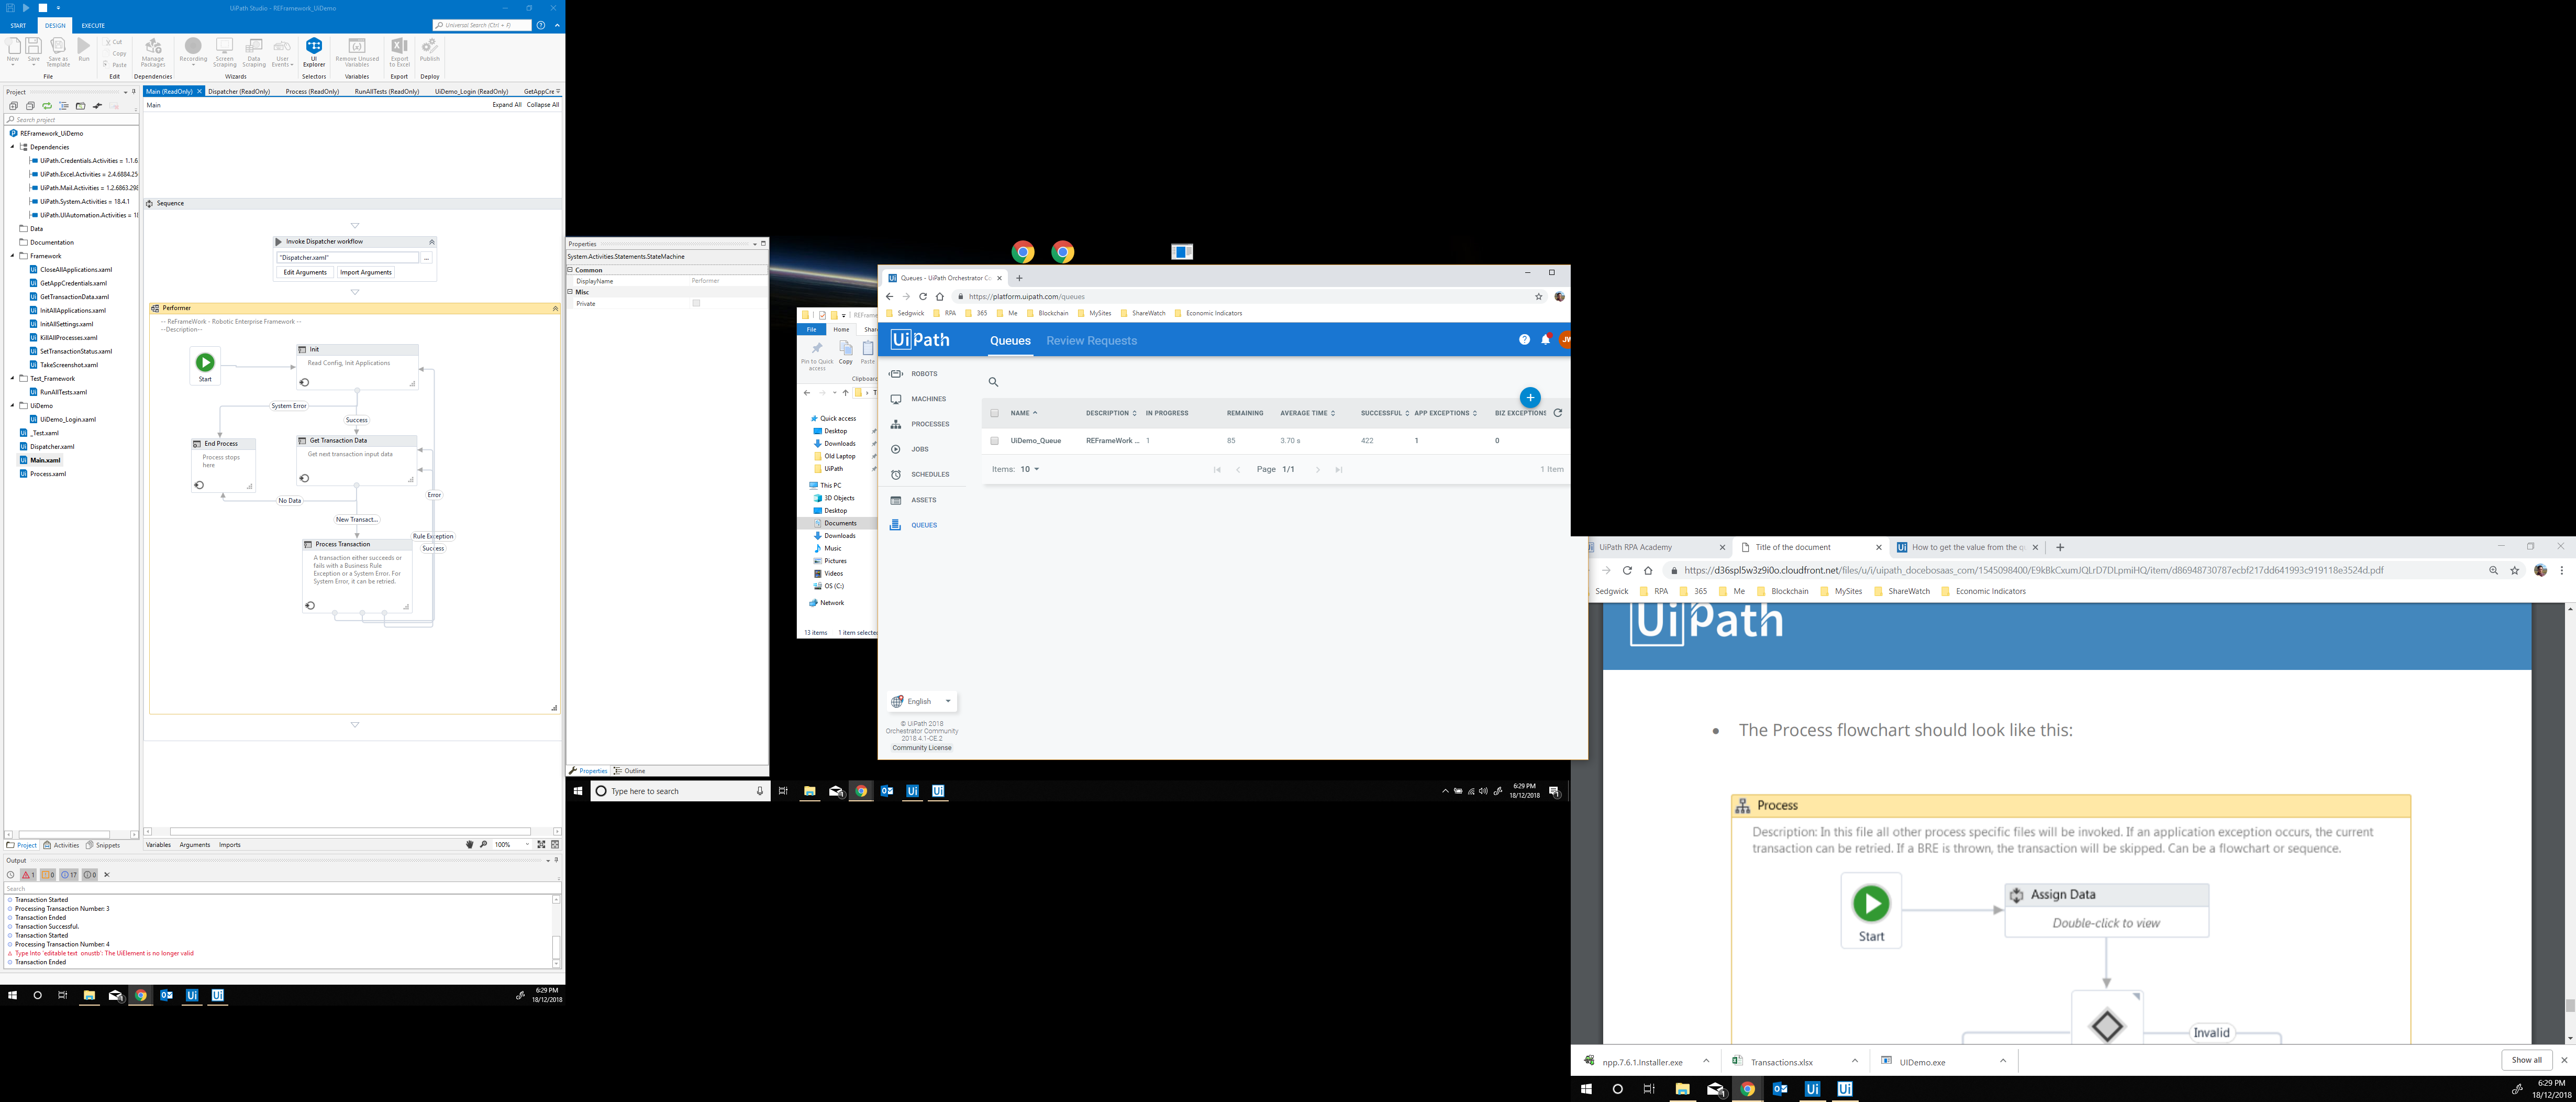 UiPath Studio - REFramework_UiDemo
START DESIGN EXECUTE
Universal Search (Ctrl + F)
New Save Save as Template Run
Cut
Copy
Paste
Manage Packages
Recording Screen Scraping Data Scraping User Events
UI Explorer
Remove Unused Variables
Export to Excel
Publish
File Edit Dependencies Wizards Selectors Variables Export Deploy
Project
Search project
REFramework_UiDemo
Dependencies
UiPath.Credentials.Activities = 1.1.6
UiPath.Excel.Activities = 2.4.6884.25
UiPath.Mail.Activities = 1.2.6863.298
UiPath.System.Activities = 18.4.1
UiPath.UIAutomation.Activities = 18
Data
Documentation
Framework
CloseAllApplications.xaml
GetAppCredentials.xaml
GetTransactionData.xaml
InitAllApplications.xaml
InitAllSettings.xaml
KillAllProcesses.xaml
SetTransactionStatus.xaml
TakeScreenshot.xaml
Test_Framework
RunAllTests.xaml
UiDemo
UiDemo_Login.xaml
_Test.xaml
Dispatcher.xaml
Main.xaml
Process.xaml
Project Activities Snippets
Main (ReadOnly) Dispatcher (ReadOnly) Process (ReadOnly) RunAllTests (ReadOnly) UiDemo_Login (ReadOnly) GetAppCre
Main Expand All Collapse All
Sequence
Invoke Dispatcher workflow
"Dispatcher.xaml" ...
Edit Arguments Import Arguments
Performer
-- ReFrameWork - Robotic Enterprise Framework --
--Description--
Start
Init
Read Config, Init Applications
System Error
Success
End Process
Process stops here
Get Transaction Data
Get next transaction input data
No Data
Error
New Transact...
Rule Exception
Success
Process Transaction
A transaction either succeeds or
fails with a Business Rule
Exception or a System Error. For
System Error, it can be retried.
Variables Arguments Imports 100%
Output
1 0 17 0
Search
Transaction Started
Processing Transaction Number: 3
Transaction Ended
Transaction Successful.
Transaction Started
Processing Transaction Number: 4
Type Into 'editable text onustb': The UiElement is no longer valid
Transaction Ended
6:29 PM
18/12/2018
Properties
System.Activities.Statements.StateMachine
Common
DisplayName Performer
Misc
Private
Properties Outline
Type here to search
6:29 PM
18/12/2018
REFrame
File Home Shar
Pin to Quick access Copy Paste
Clipboard
Quick access
Desktop
Downloads
Old Laptop
UiPath
This PC
3D Objects
Desktop
Documents
Downloads
Music
Pictures
Videos
OS (C:)
Network
13 items 1 item selected
Queues - UiPath Orchestrator Co
https://platform.uipath.com/queues
Sedgwick RPA 365 Me Blockchain MySites ShareWatch Economic Indicators
UiPath Queues Review Requests JW
ROBOTS
MACHINES
PROCESSES
JOBS
SCHEDULES
ASSETS
QUEUES
NAME DESCRIPTION IN PROGRESS REMAINING AVERAGE TIME SUCCESSFUL APP EXCEPTIONS BIZ EXCEPTIONS
UiDemo_Queue REFrameWork ... 1 85 3.70 s 422 1 0
Items: 10 Page 1/1 1 Item
English
© UiPath 2018
Orchestrator Community
2018.4.1-CE.2
Community License
UiPath RPA Academy Title of the document How to get the value from the q
https://d36spl5w3z9i0o.cloudfront.net/files/u/i/uipath_docebosaas_com/1545098400/E9kBkCxumJQLrD7DLpmiHQ/item/d86948730787ecbf217dd641993c919118e3524d.pdf
Sedgwick RPA 365 Me Blockchain MySites ShareWatch Economic Indicators
UiPath
• The Process flowchart should look like this:
Process
Description: In this file all other process specific files will be invoked. If an application exception occurs, the current
transaction can be retried. If a BRE is thrown, the transaction will be skipped. Can be a flowchart or sequence.
Start
Assign Data
Double-click to view
Invalid
npp.7.6.1.Installer.exe Transactions.xlsx UIDemo.exe Show all
6:29 PM
18/12/2018